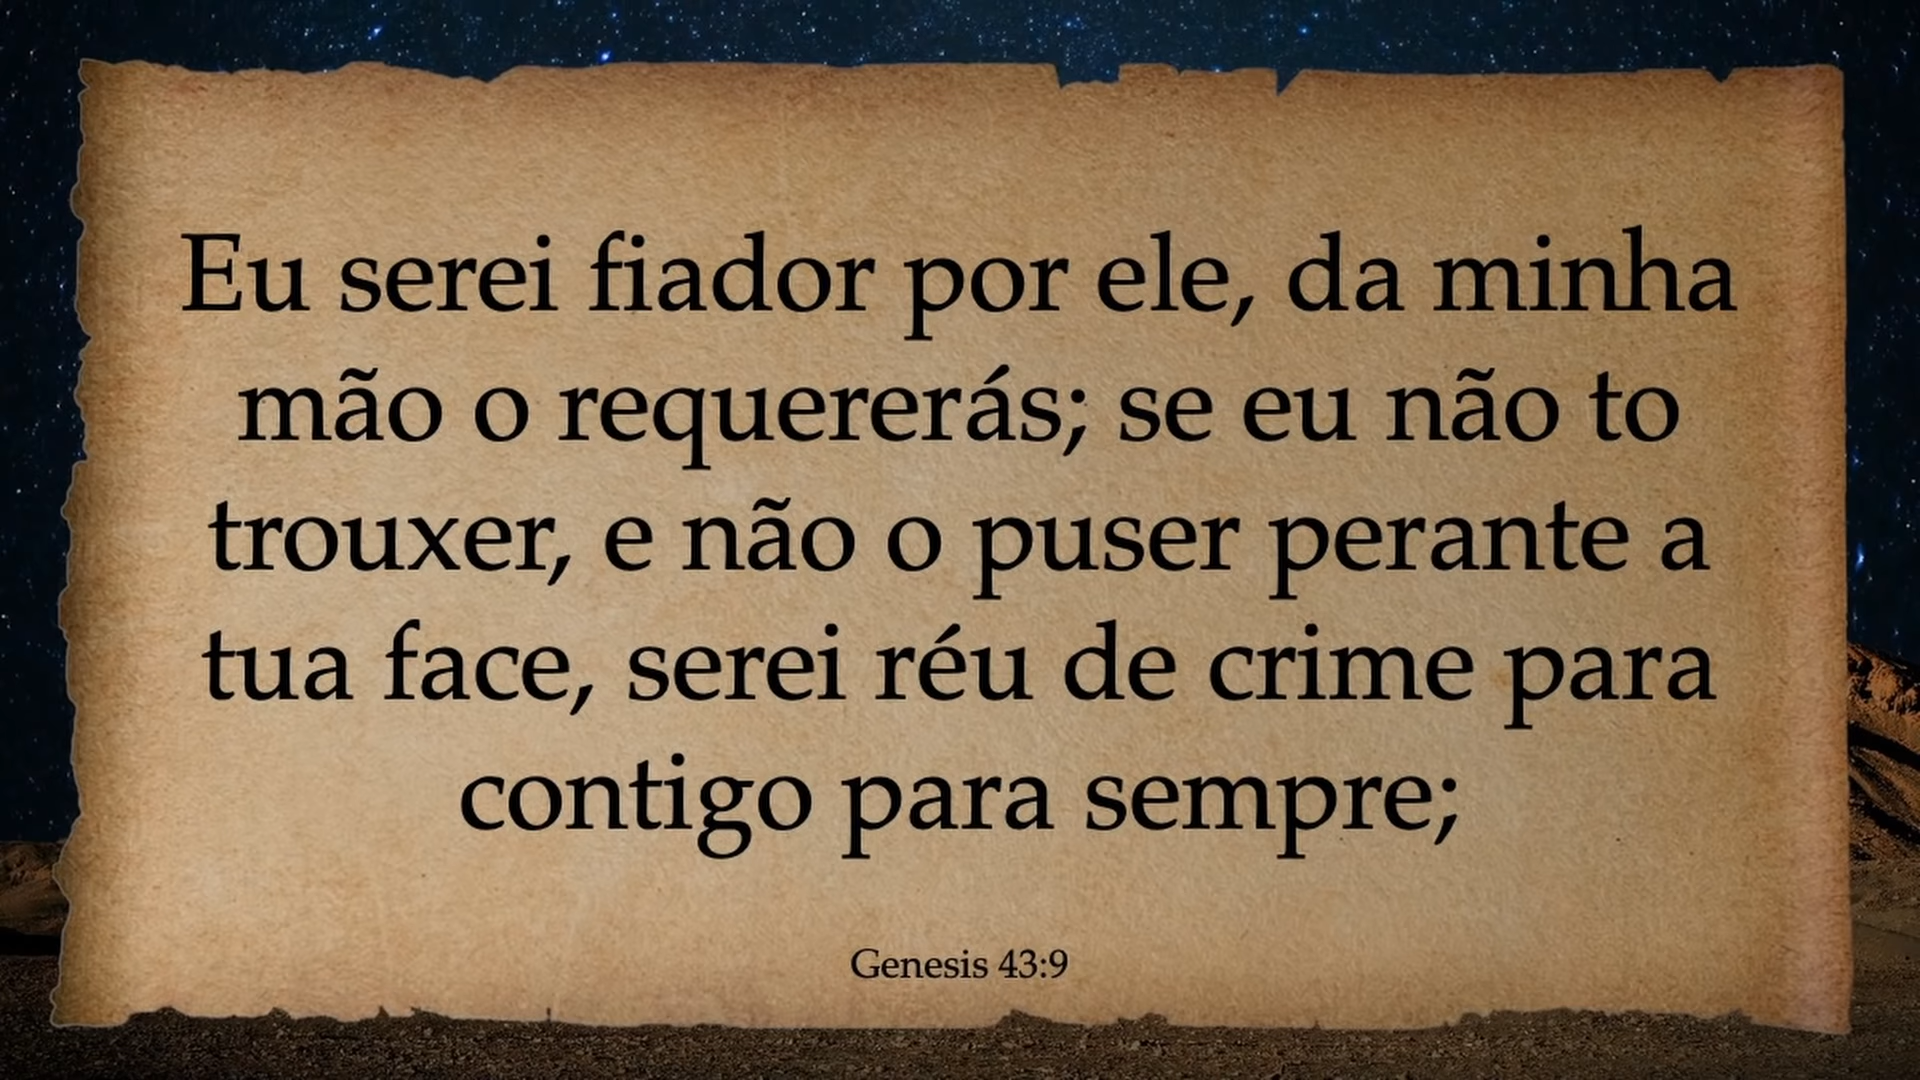 Eu serei fiador por ele, da minha
mão o requererás; se eu não to
trouxer, e não o puser perante a
tua face, serei réu de crime para
contigo para sempre;
Genesis 43:9